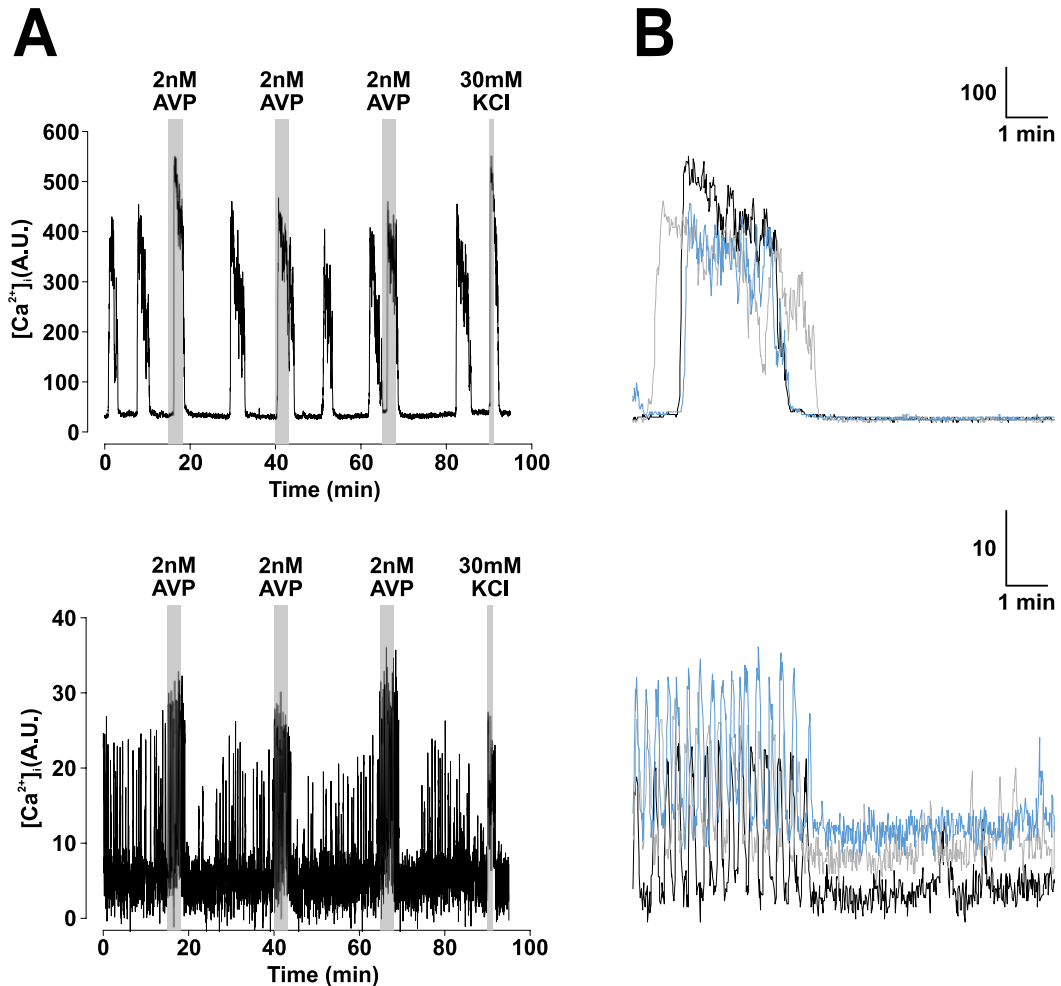 A
B
2nM 2nM 2nM 30mM
AVP AVP AVP KCl
100
1 min
600
500
400
300
200
100
0
[Ca²⁺]ᵢ(A.U.)
0 20 40 60 80 100
Time (min)
2nM 2nM 2nM 30mM
AVP AVP AVP KCl
10
1 min
40
30
20
10
0
[Ca²⁺]ᵢ(A.U.)
0 20 40 60 80 100
Time (min)